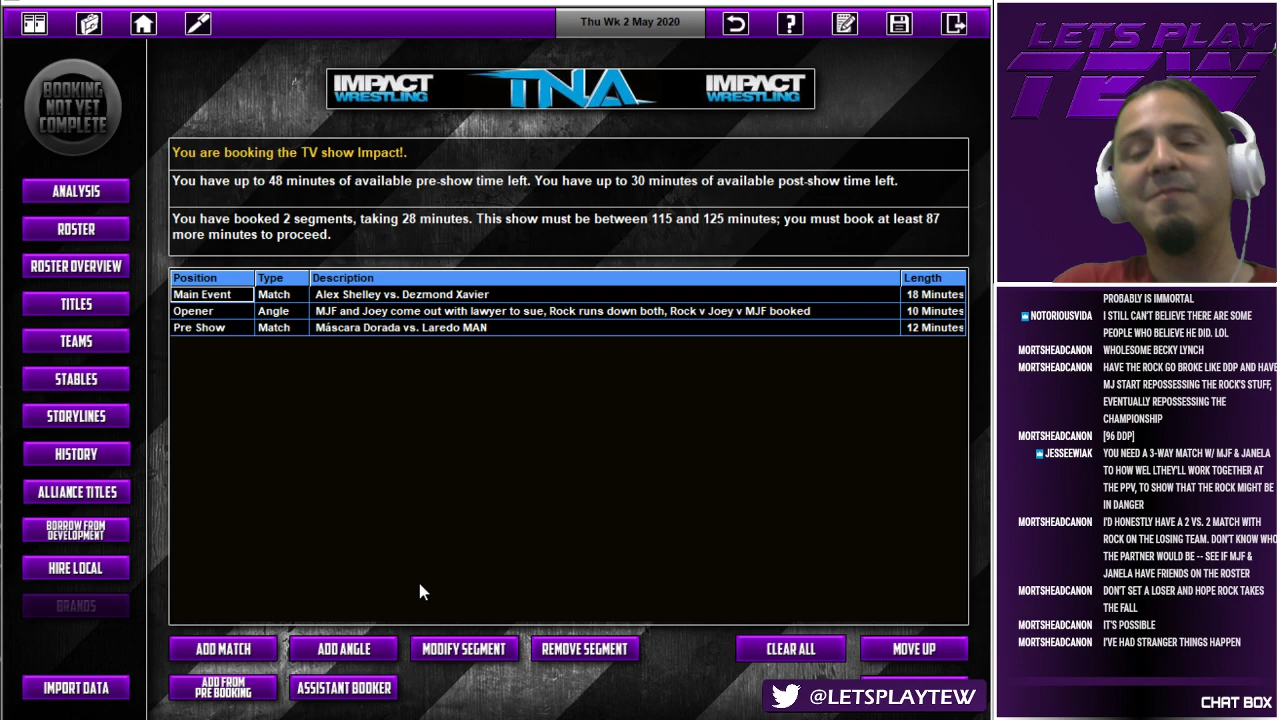 Thu Wk 2 May 2020
LETS PLAY
TEW
BOOKING
NOT YET
COMPLETE
IMPACT
WRESTLING
TNA
IMPACT
WRESTLING
You are booking the TV show Impact!.
You have up to 48 minutes of available pre-show time left. You have up to 30 minutes of available post-show time left.
You have booked 2 segments, taking 28 minutes. This show must be between 115 and 125 minutes; you must book at least 87
more minutes to proceed.
Position Type Description Length
Main Event Match Alex Shelley vs. Dezmond Xavier 18 Minutes
Opener Angle MJF and Joey come out with lawyer to sue, Rock runs down both, Rock v Joey v MJF booked 10 Minutes
Pre Show Match Máscara Dorada vs. Laredo MAN 12 Minutes
ANALYSIS
ROSTER
ROSTER OVERVIEW
TITLES
TEAMS
STABLES
STORYLINES
HISTORY
ALLIANCE TITLES
BORROW FROM
DEVELOPMENT
HIRE LOCAL
BRANDS
IMPORT DATA
ADD MATCH
ADD ANGLE
MODIFY SEGMENT
REMOVE SEGMENT
CLEAR ALL
MOVE UP
ADD FROM
PRE BOOKING
ASSISTANT BOOKER
@LETSPLAYTEW
PROBABLY IS IMMORTAL
NOTORIOUSVIDA I STILL CAN'T BELIEVE THERE ARE SOME
PEOPLE WHO BELIEVE HE DID. LOL
MORTSHEADCANON WHOLESOME BECKY LYNCH
MORTSHEADCANON HAVE THE ROCK GO BROKE LIKE DDP AND HAVE
MJ START REPOSSESSING THE ROCK'S STUFF,
EVENTUALLY REPOSSESSING THE
CHAMPIONSHIP
MORTSHEADCANON [96 DDP]
JESSEEWIAK YOU NEED A 3-WAY MATCH W/ MJF & JANELA
TO HOW WEL LTHEY'LL WORK TOGETHER AT
THE PPV, TO SHOW THAT THE ROCK MIGHT BE
IN DANGER
MORTSHEADCANON I'D HONESTLY HAVE A 2 VS. 2 MATCH WITH
ROCK ON THE LOSING TEAM. DON'T KNOW WHO
THE PARTNER WOULD BE -- SEE IF MJF &
JANELA HAVE FRIENDS ON THE ROSTER
MORTSHEADCANON DON'T SET A LOSER AND HOPE ROCK TAKES
THE FALL
MORTSHEADCANON IT'S POSSIBLE
MORTSHEADCANON I'VE HAD STRANGER THINGS HAPPEN
CHAT BOX